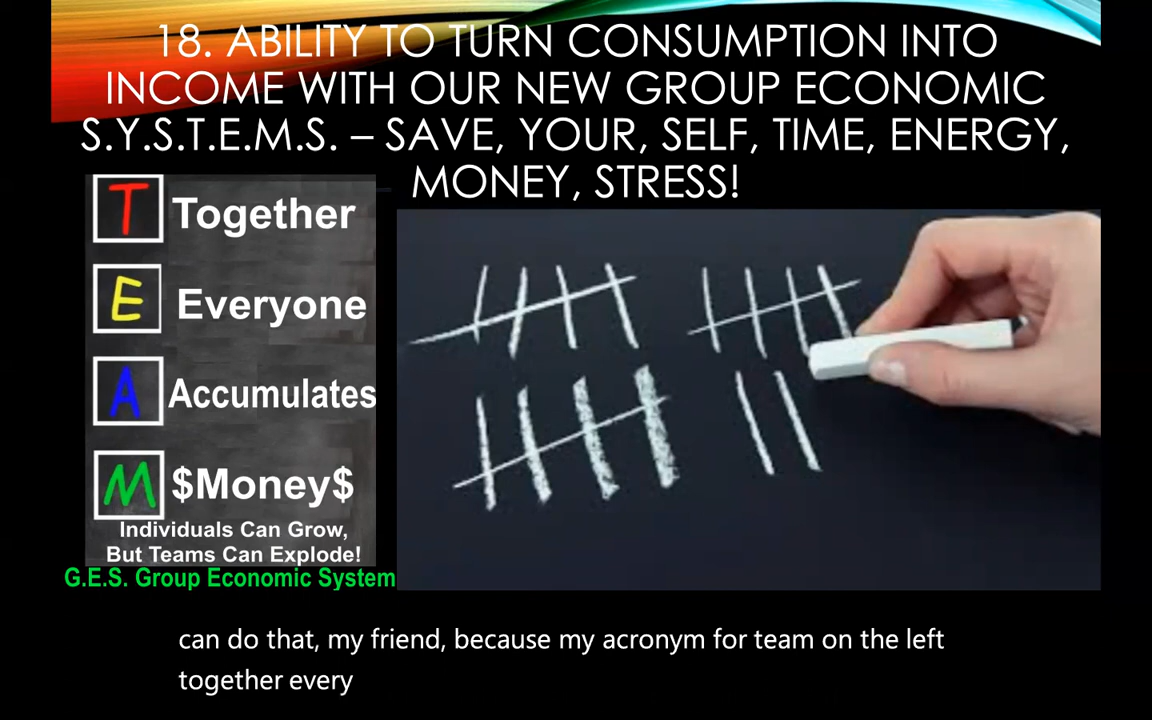 18. ABILITY TO TURN CONSUMPTION INTO
INCOME WITH OUR NEW GROUP ECONOMIC
S.Y.S.T.E.M.S. – SAVE, YOUR, SELF, TIME, ENERGY,
MONEY, STRESS!
T Together
E Everyone
A Accumulates
M $Money$
Individuals Can Grow,
But Teams Can Explode!
G.E.S. Group Economic System
can do that, my friend, because my acronym for team on the left
together every